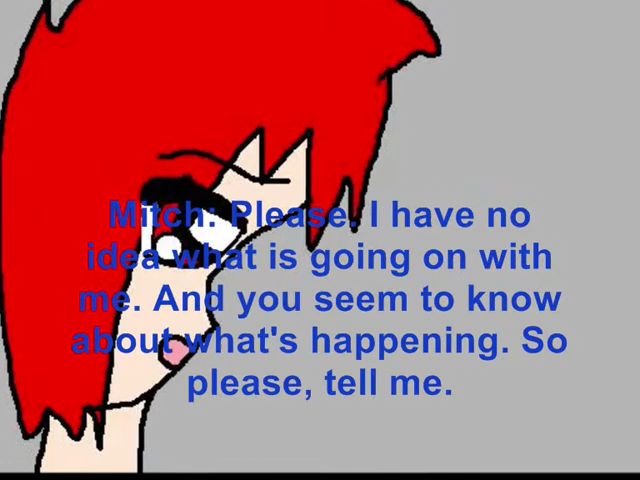 Mitch: Please. I have no
idea what is going on with
me. And you seem to know
about what's happening. So
please, tell me.